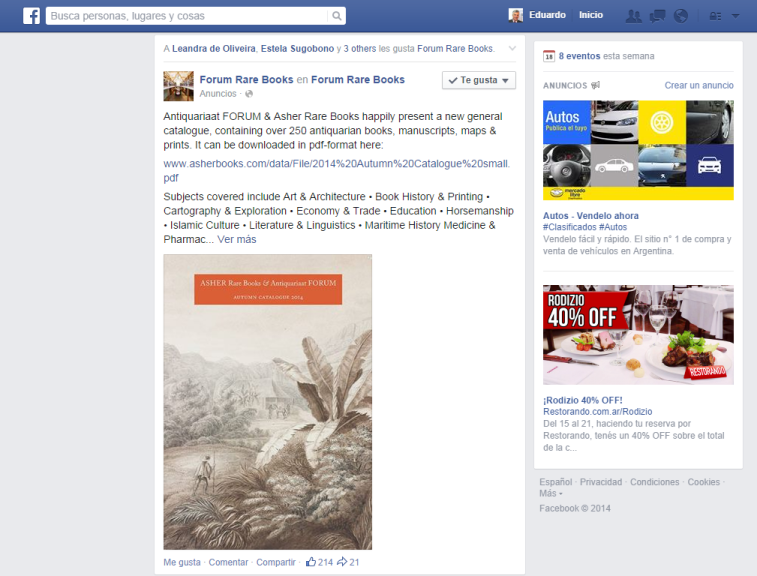 Busca personas, lugares y cosas
Eduardo
Inicio
A Leandra de Oliveira, Estela Sugobono y 3 others les gusta Forum Rare Books.
Forum Rare Books en Forum Rare Books
Anuncios ·
Te gusta
Antiquariaat FORUM & Asher Rare Books happily present a new general
catalogue, containing over 250 antiquarian books, manuscripts, maps &
prints. It can be downloaded in pdf-format here:
www.asherbooks.com/data/File/2014%20Autumn%20Catalogue%20small.
pdf
Subjects covered include Art & Architecture • Book History & Printing •
Cartography & Exploration • Economy & Trade • Education • Horsemanship
• Islamic Culture • Literature & Linguistics • Maritime History Medicine &
Pharmac... Ver más
ASHER Rare Books & Antiquariaat FORUM
AUTUMN CATALOGUE 2014
Me gusta · Comentar · Compartir · 214 21
18 8 eventos esta semana
ANUNCIOS
Crear un anuncio
Autos
Publica el tuyo
mercado
libre
Autos - Vendelo ahora
#Clasificados #Autos
Vendelo fácil y rápido. El sitio n° 1 de compra y
venta de vehículos en Argentina.
RODIZIO
40% OFF
RESTORANDO
¡Rodizio 40% OFF!
Restorando.com.ar/Rodizio
Del 15 al 21, haciendo tu reserva por
Restorando, tenés un 40% OFF sobre el total
de la c...
Español · Privacidad · Condiciones · Cookies ·
Más
Facebook © 2014